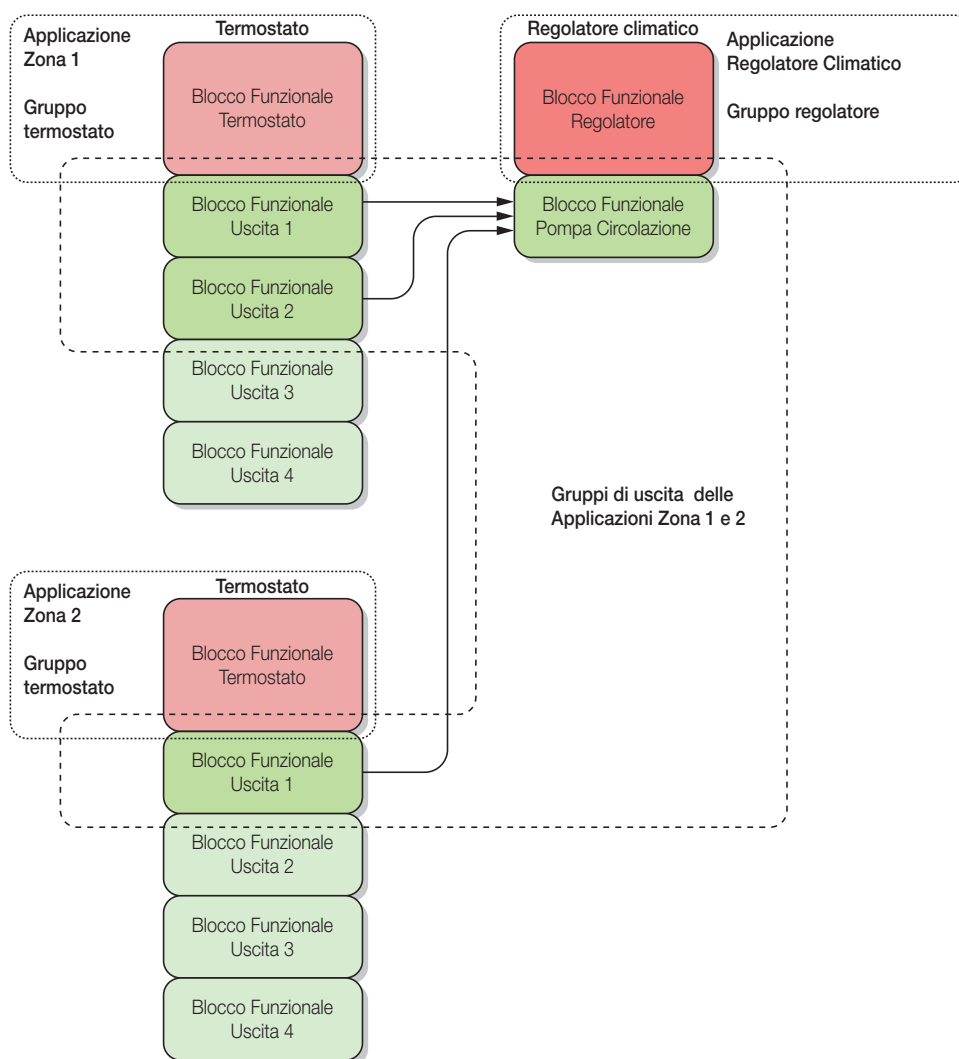 Applicazione
Zona 1
Gruppo
termostato
Termostato
Blocco Funzionale
Termostato
Blocco Funzionale
Uscita 1
Blocco Funzionale
Uscita 2
Blocco Funzionale
Uscita 3
Blocco Funzionale
Uscita 4
Regolatore climatico
Blocco Funzionale
Regolatore
Blocco Funzionale
Pompa Circolazione
Applicazione
Regolatore Climatico
Gruppo regolatore
Gruppi di uscita delle
Applicazioni Zona 1 e 2
Applicazione
Zona 2
Gruppo
termostato
Termostato
Blocco Funzionale
Termostato
Blocco Funzionale
Uscita 1
Blocco Funzionale
Uscita 2
Blocco Funzionale
Uscita 3
Blocco Funzionale
Uscita 4